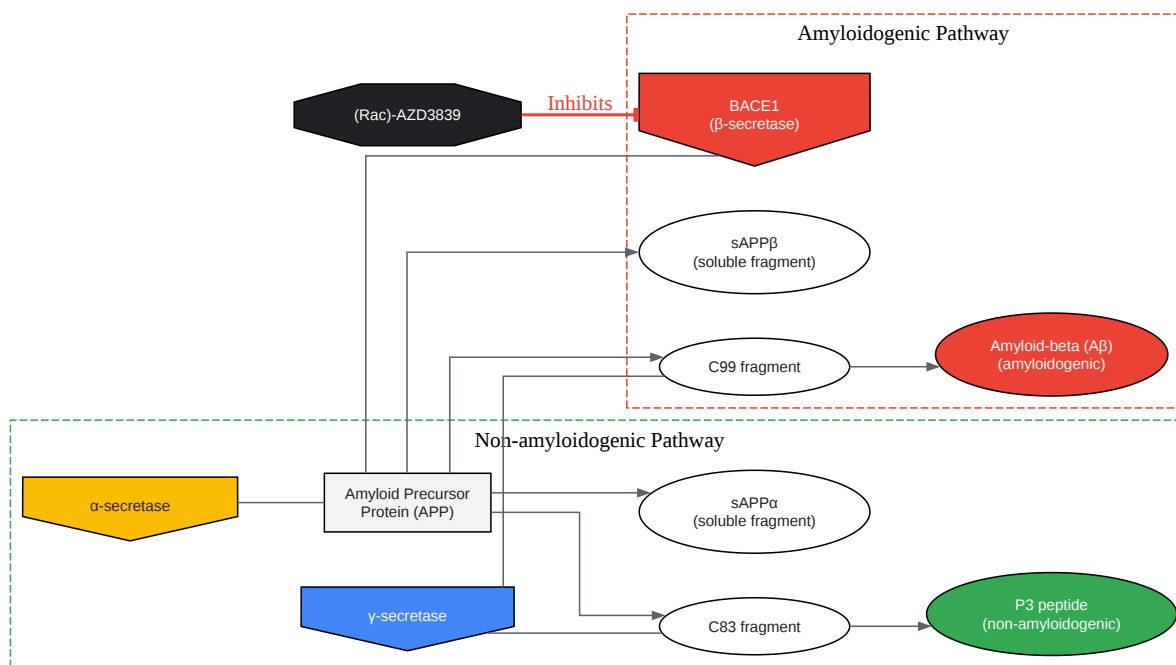 Amyloidogenic Pathway
(Rac)-AZD3839
Inhibits
BACE1
(β-secretase)
sAPPβ
(soluble fragment)
C99 fragment
Amyloid-beta (Aβ)
(amyloidogenic)
Non-amyloidogenic Pathway
α-secretase
Amyloid Precursor
Protein (APP)
sAPPα
(soluble fragment)
γ-secretase
C83 fragment
P3 peptide
(non-amyloidogenic)